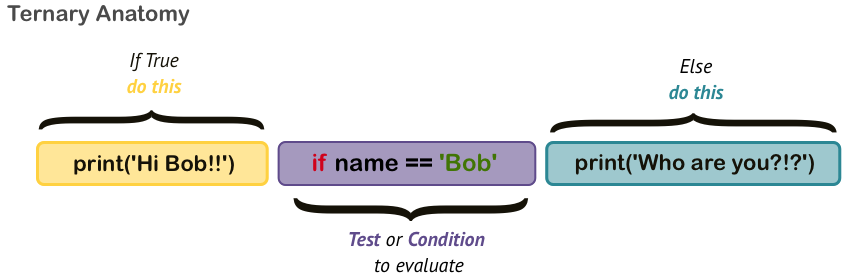 Ternary Anatomy
If True
do this
Else
do this
print('Hi Bob!!') if name == 'Bob' print('Who are you?!?')
Test or Condition
to evaluate